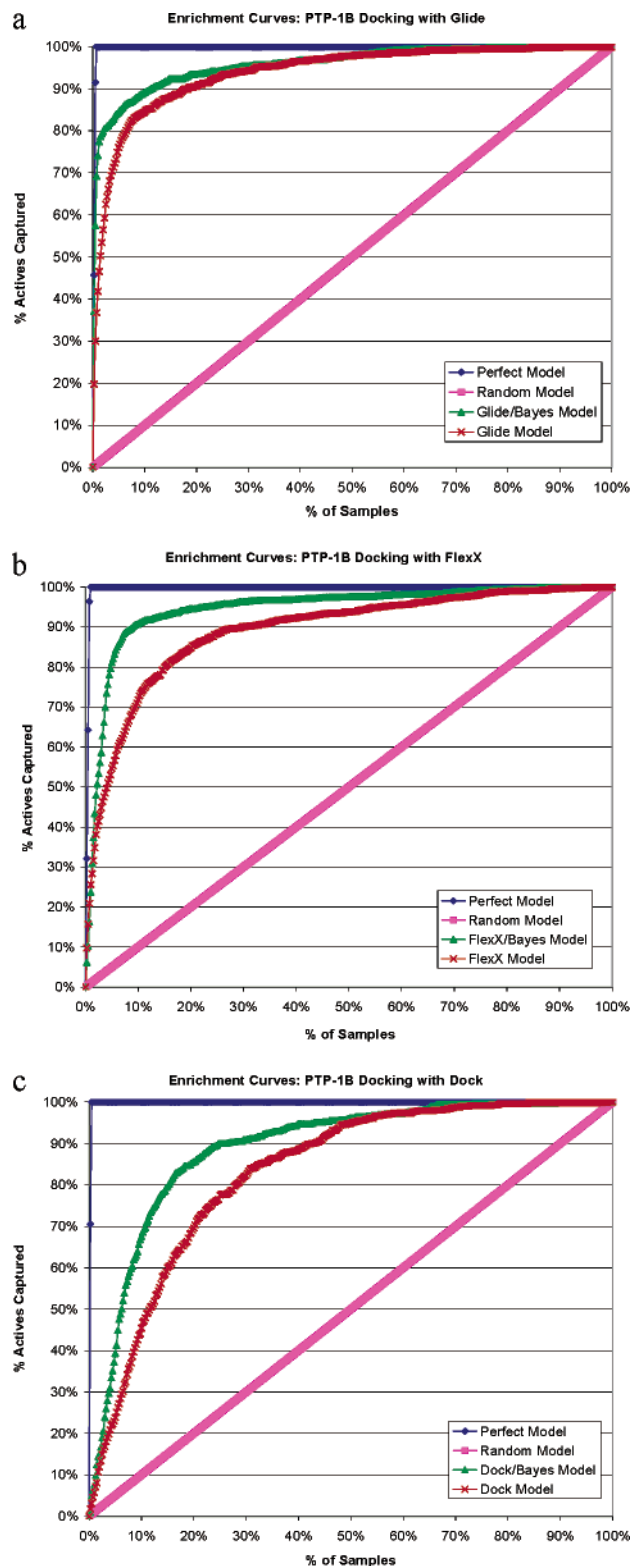 a
Enrichment Curves: PTP-1B Docking with Glide
100%
90%
80%
70%
60%
50%
40%
30%
20%
10%
0%
% Actives Captured
Perfect Model
Random Model
Glide/Bayes Model
Glide Model
0% 10% 20% 30% 40% 50% 60% 70% 80% 90% 100%
% of Samples
b
Enrichment Curves: PTP-1B Docking with FlexX
100%
90%
80%
70%
60%
50%
40%
30%
20%
10%
0%
% Actives Captured
Perfect Model
Random Model
FlexX/Bayes Model
FlexX Model
0% 10% 20% 30% 40% 50% 60% 70% 80% 90% 100%
% of Samples
c
Enrichment Curves: PTP-1B Docking with Dock
100%
90%
80%
70%
60%
50%
40%
30%
20%
10%
0%
% Actives Captured
Perfect Model
Random Model
Dock/Bayes Model
Dock Model
0% 10% 20% 30% 40% 50% 60% 70% 80% 90% 100%
% of Samples